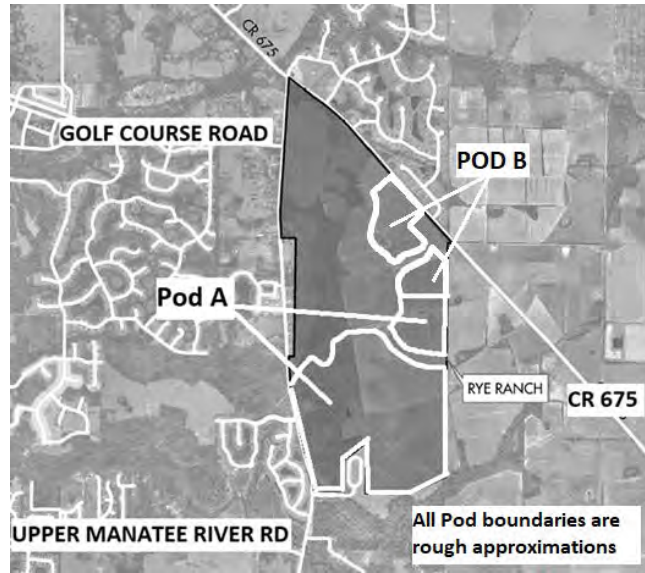 CR 675
GOLF COURSE ROAD
POD B
Pod A
RYE RANCH
CR 675
UPPER MANATEE RIVER RD
All Pod boundaries are
rough approximations